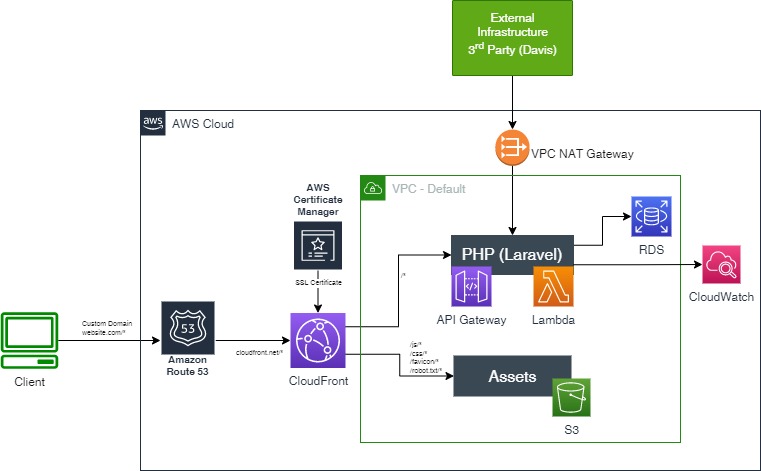 External
Infrastructure
3rd Party (Davis)
aws
AWS Cloud
VPC NAT Gateway
VPC - Default
AWS
Certificate
Manager
SSL Certificate
PHP (Laravel)
/*
API Gateway
Lambda
RDS
CloudWatch
Custom Domain
website.com/*
53
Amazon
Route 53
Client
cloudfront.net/*
CloudFront
/js/*
/css/*
/favicon/*
/robot.txt/*
Assets
S3